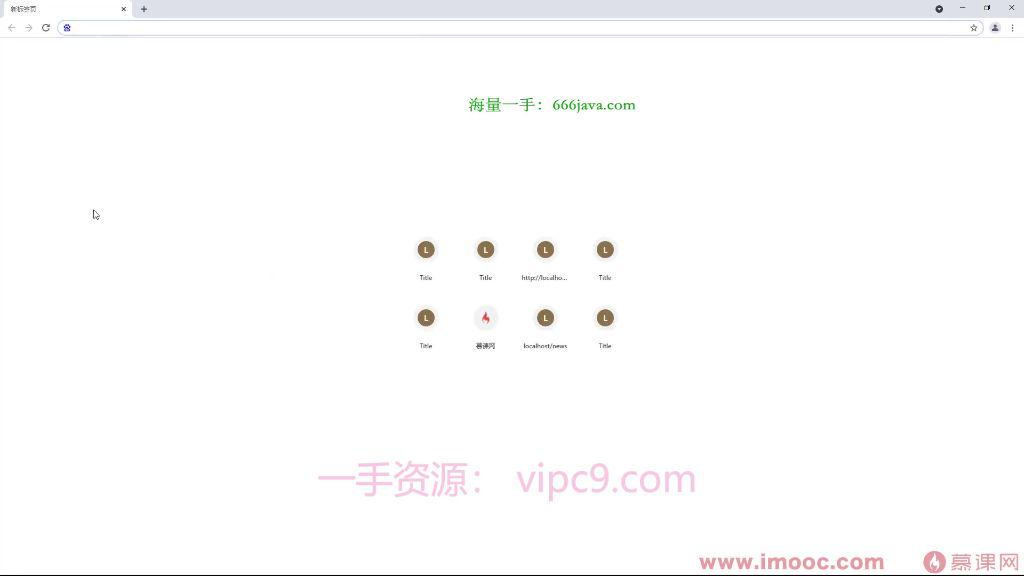 新标签页
海量一手：666java.com
L L L L
Title Title http://localho... Title
L L L
Title 慕课网 localhost/news Title
一手资源： vipc9.com
www.imooc.com 慕课网